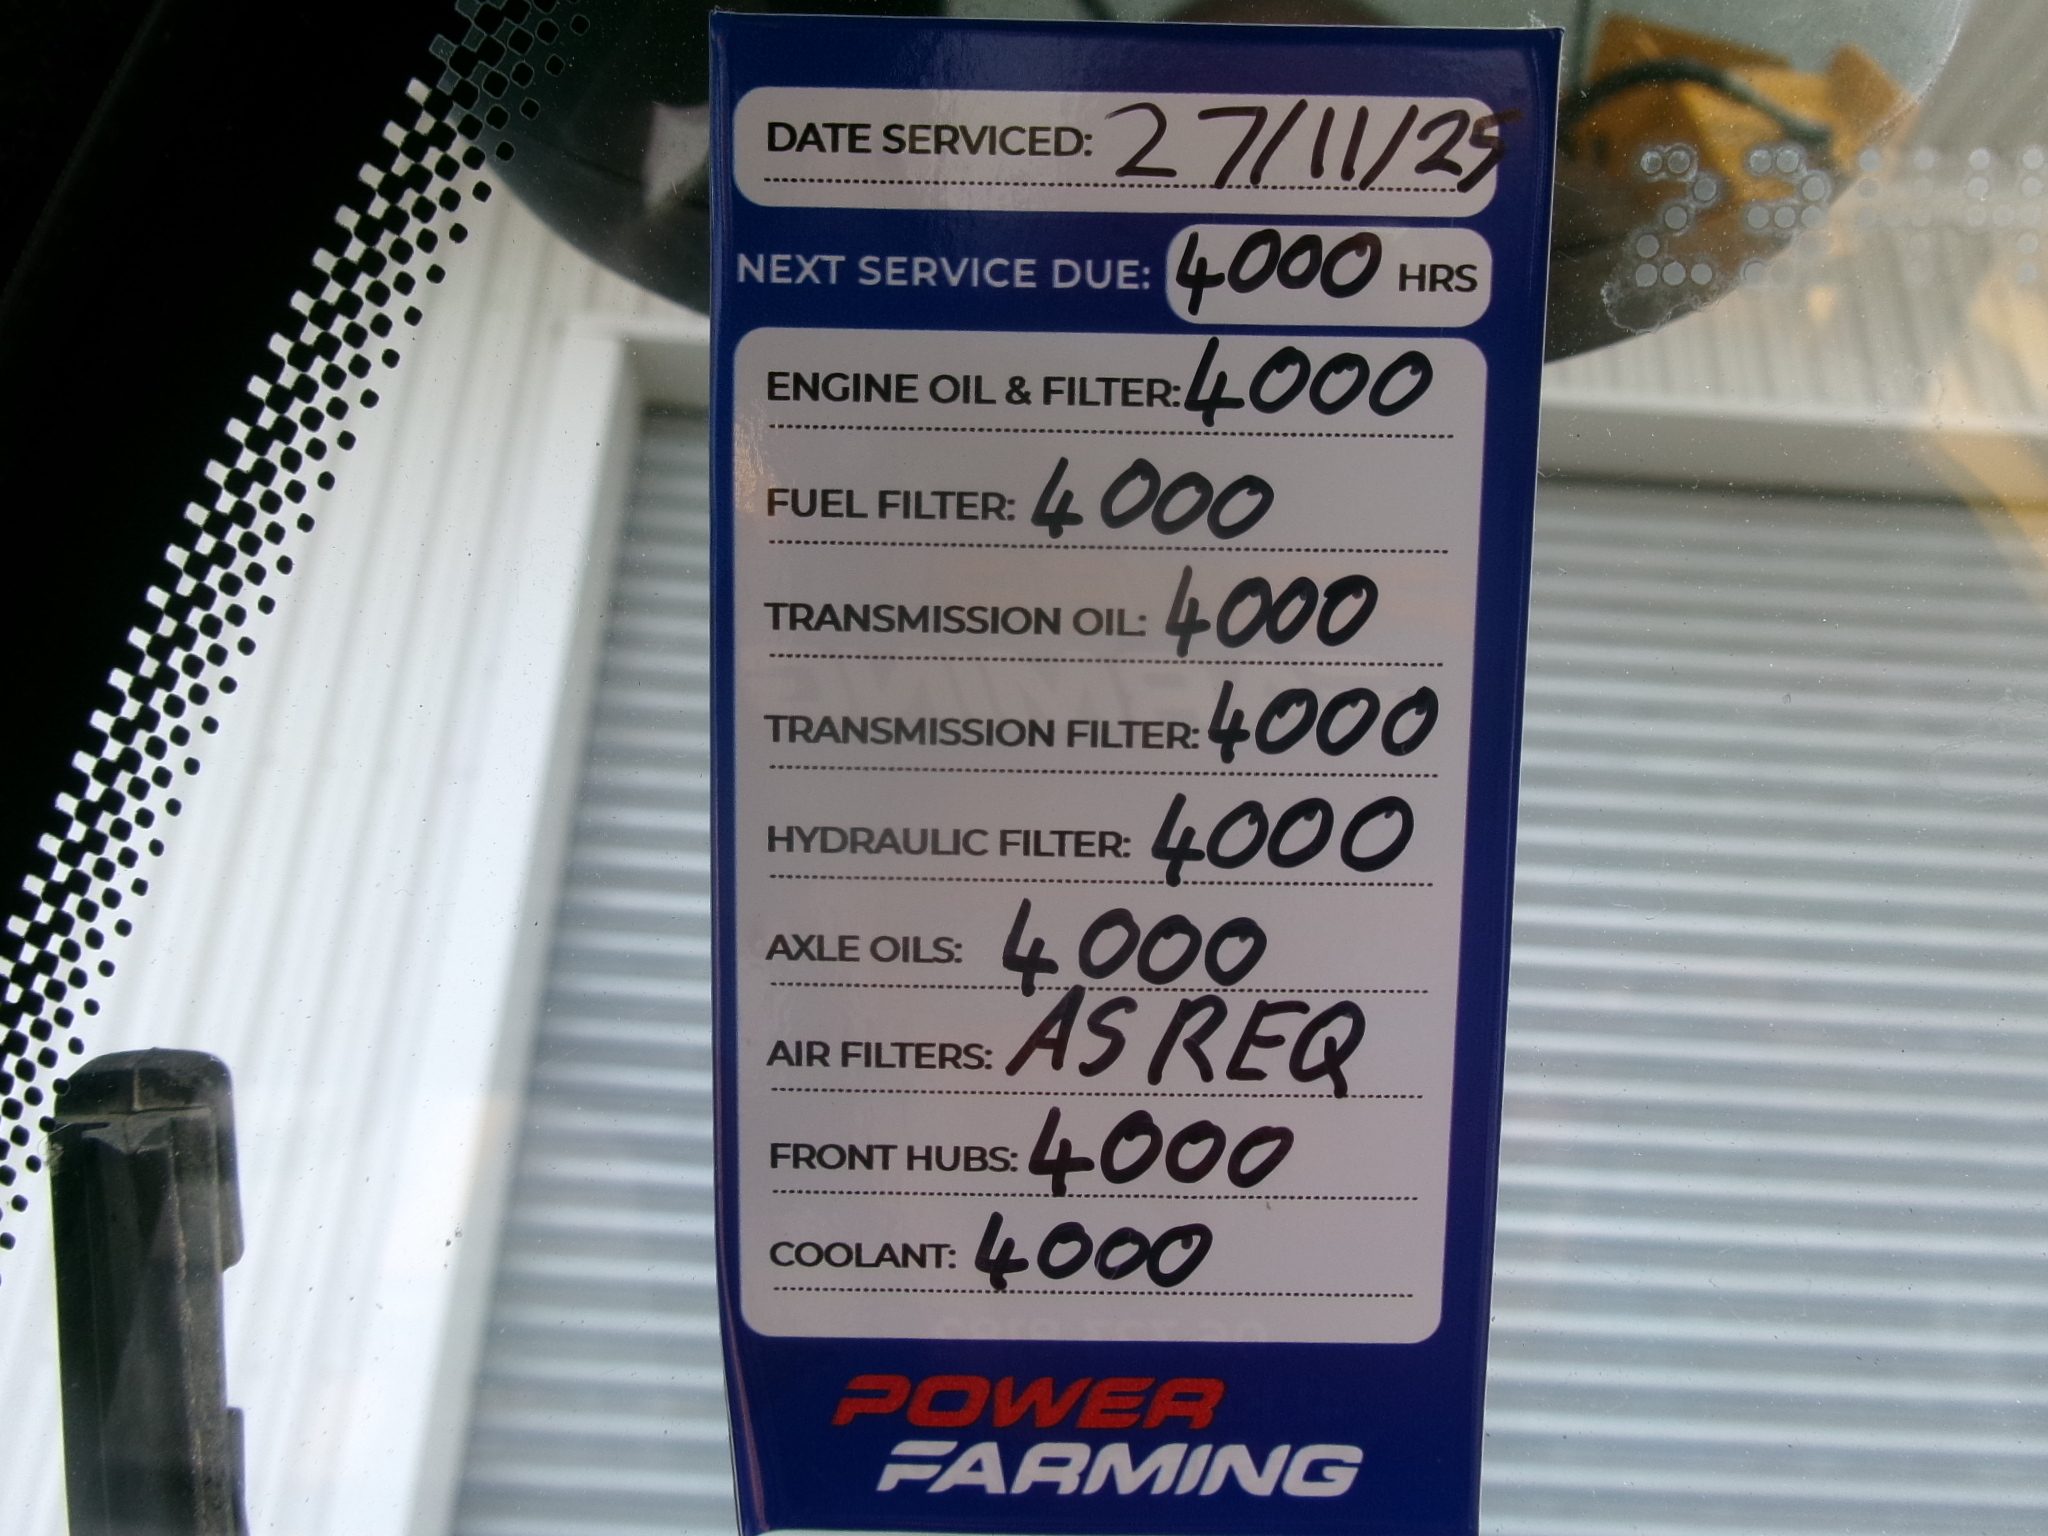 DATE SERVICED: 27/11/25
NEXT SERVICE DUE: 4000 HRS
ENGINE OIL & FILTER: 4000
FUEL FILTER: 4000
TRANSMISSION OIL: 4000
TRANSMISSION FILTER: 4000
HYDRAULIC FILTER: 4000
AXLE OILS: 4000
AIR FILTERS: AS REQ
FRONT HUBS: 4000
COOLANT: 4000
POWER
FARMING